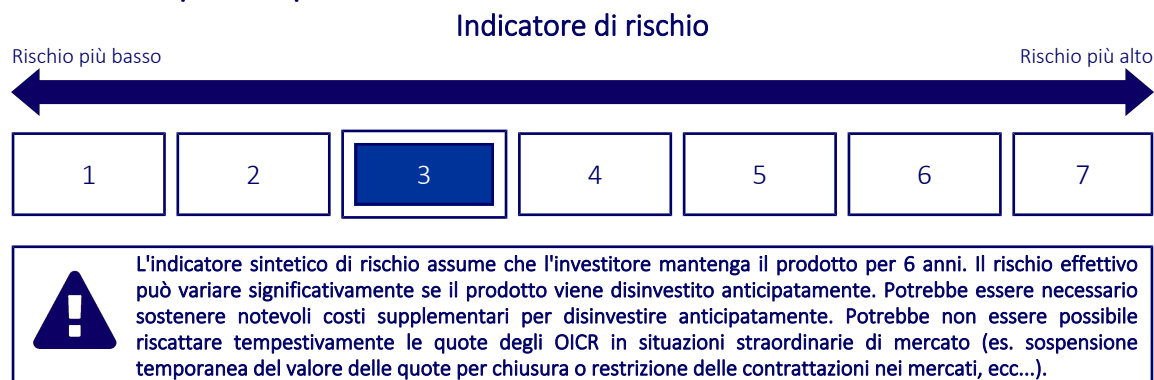 Indicatore di rischio
Rischio più basso
Rischio più alto
1 2 3 4 5 6 7
L'indicatore sintetico di rischio assume che l'investitore mantenga il prodotto per 6 anni. Il rischio effettivo
può variare significativamente se il prodotto viene disinvestito anticipatamente. Potrebbe essere necessario
sostenere notevoli costi supplementari per disinvestire anticipatamente. Potrebbe non essere possibile
riscattare tempestivamente le quote degli OICR in situazioni straordinarie di mercato (es. sospensione
temporanea del valore delle quote per chiusura o restrizione delle contrattazioni nei mercati, ecc...).